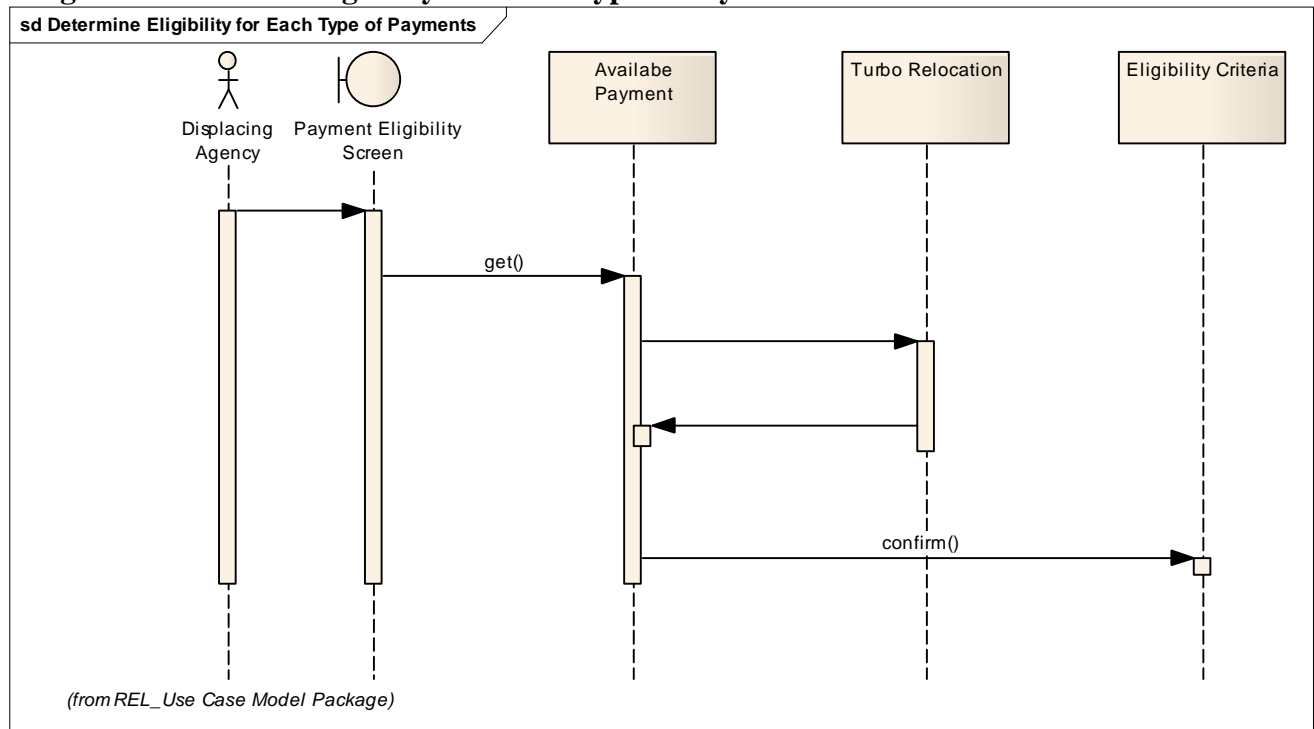 sd Determine Eligibility for Each Type of Payments
Displacing
Agency
Payment Eligibility
Screen
Availabe
Payment
Turbo Relocation
Eligibility Criteria
get()
confirm()
(from REL_Use Case Model Package)